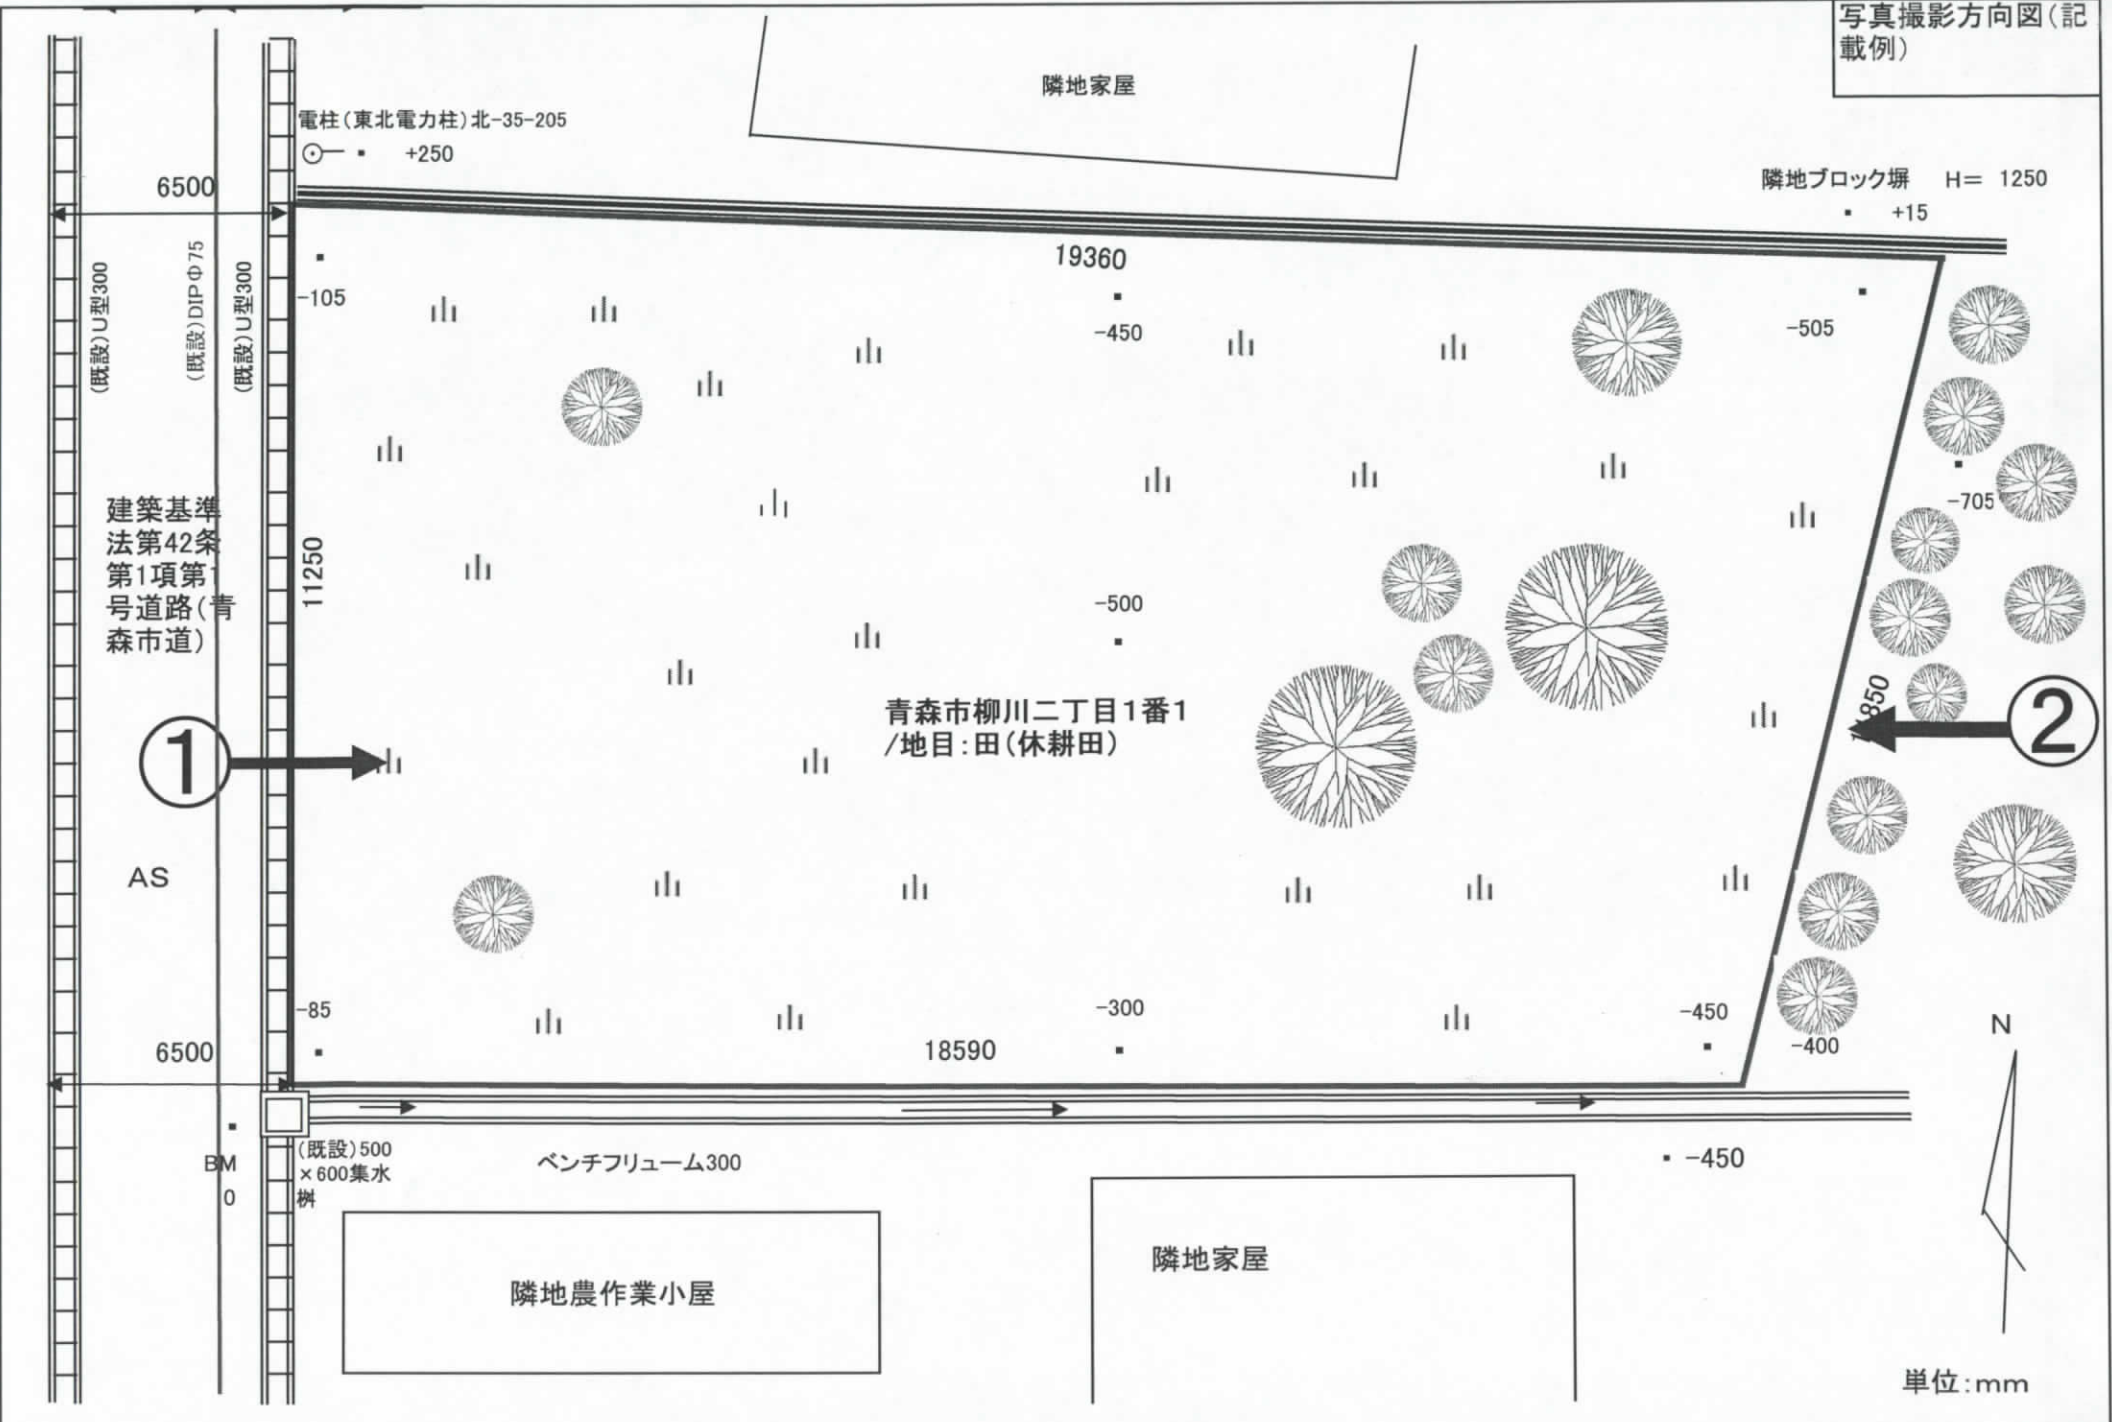 写真撮影方向図(記
載例)
隣地家屋
電柱(東北電力柱)北-35-205
+250
6500
隣地ブロック塀 H= 1250
+15
19360
(既設)U型300
(既設)DIPΦ75
(既設)U型300
-105
-450
-505
-705
建築基準
法第42条
第1項第1
号道路(青
森市道)
11250
-500
青森市柳川二丁目1番1
/地目:田(休耕田)
850
①
②
AS
-85
-300
-450
-400
N
6500
18590
BM
0
(既設)500
×600集水
桝
ベンチフリューム300
-450
隣地農作業小屋
隣地家屋
単位:mm